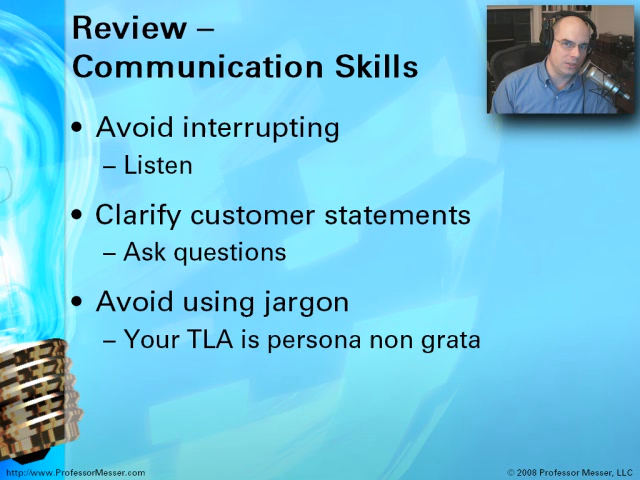 Review –
Communication Skills
• Avoid interrupting
– Listen
• Clarify customer statements
– Ask questions
• Avoid using jargon
– Your TLA is persona non grata
http://www.ProfessorMesser.com
© 2008 Professor Messer, LLC